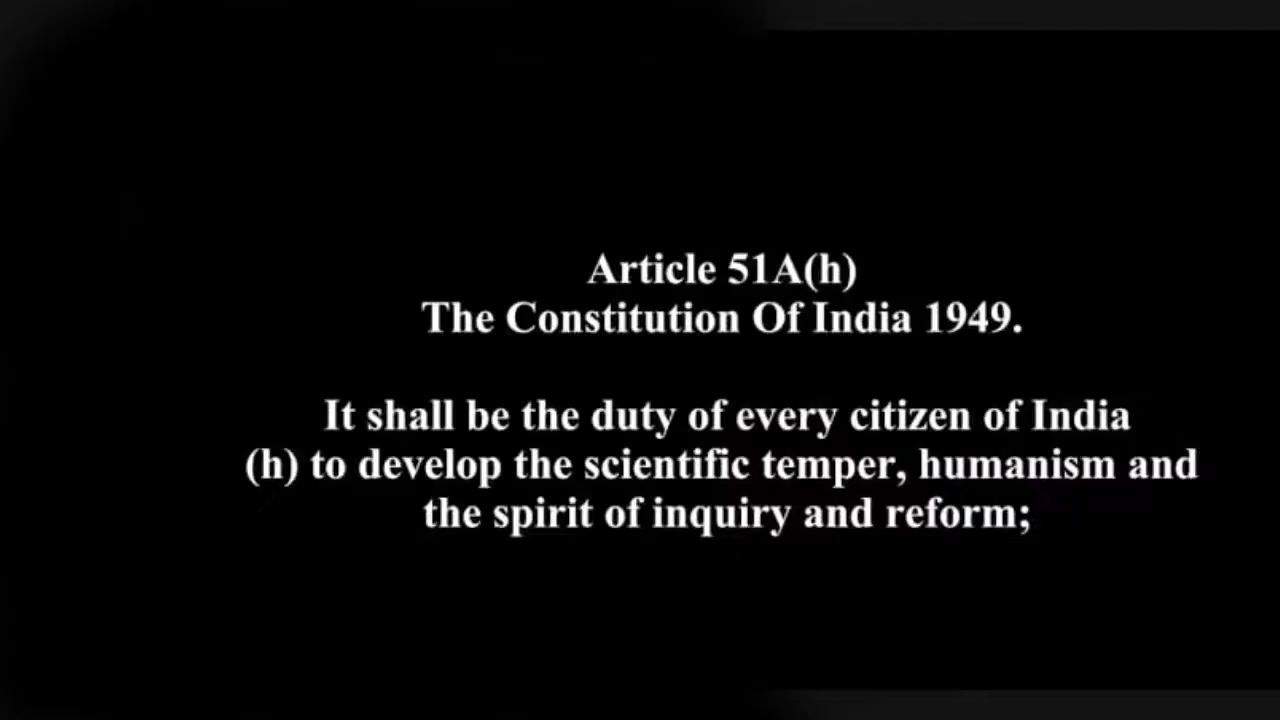 Article 51A(h)
The Constitution Of India 1949.
It shall be the duty of every citizen of India
(h) to develop the scientific temper, humanism and
the spirit of inquiry and reform;